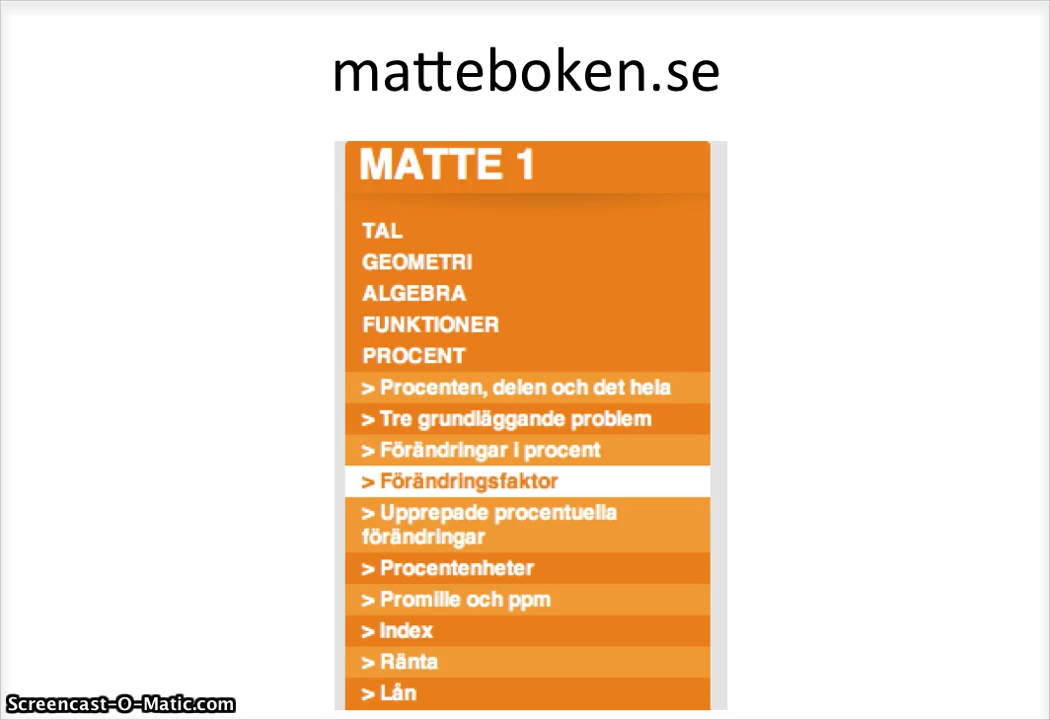 matteboken.se
MATTE 1
TAL
GEOMETRI
ALGEBRA
FUNKTIONER
PROCENT
> Procenten, delen och det hela
> Tre grundläggande problem
> Förändringar i procent
> Förändringsfaktor
> Upprepade procentuella
förändringar
> Procentenheter
> Promille och ppm
> Index
> Ränta
> Lån
Screencast-O-Matic.com